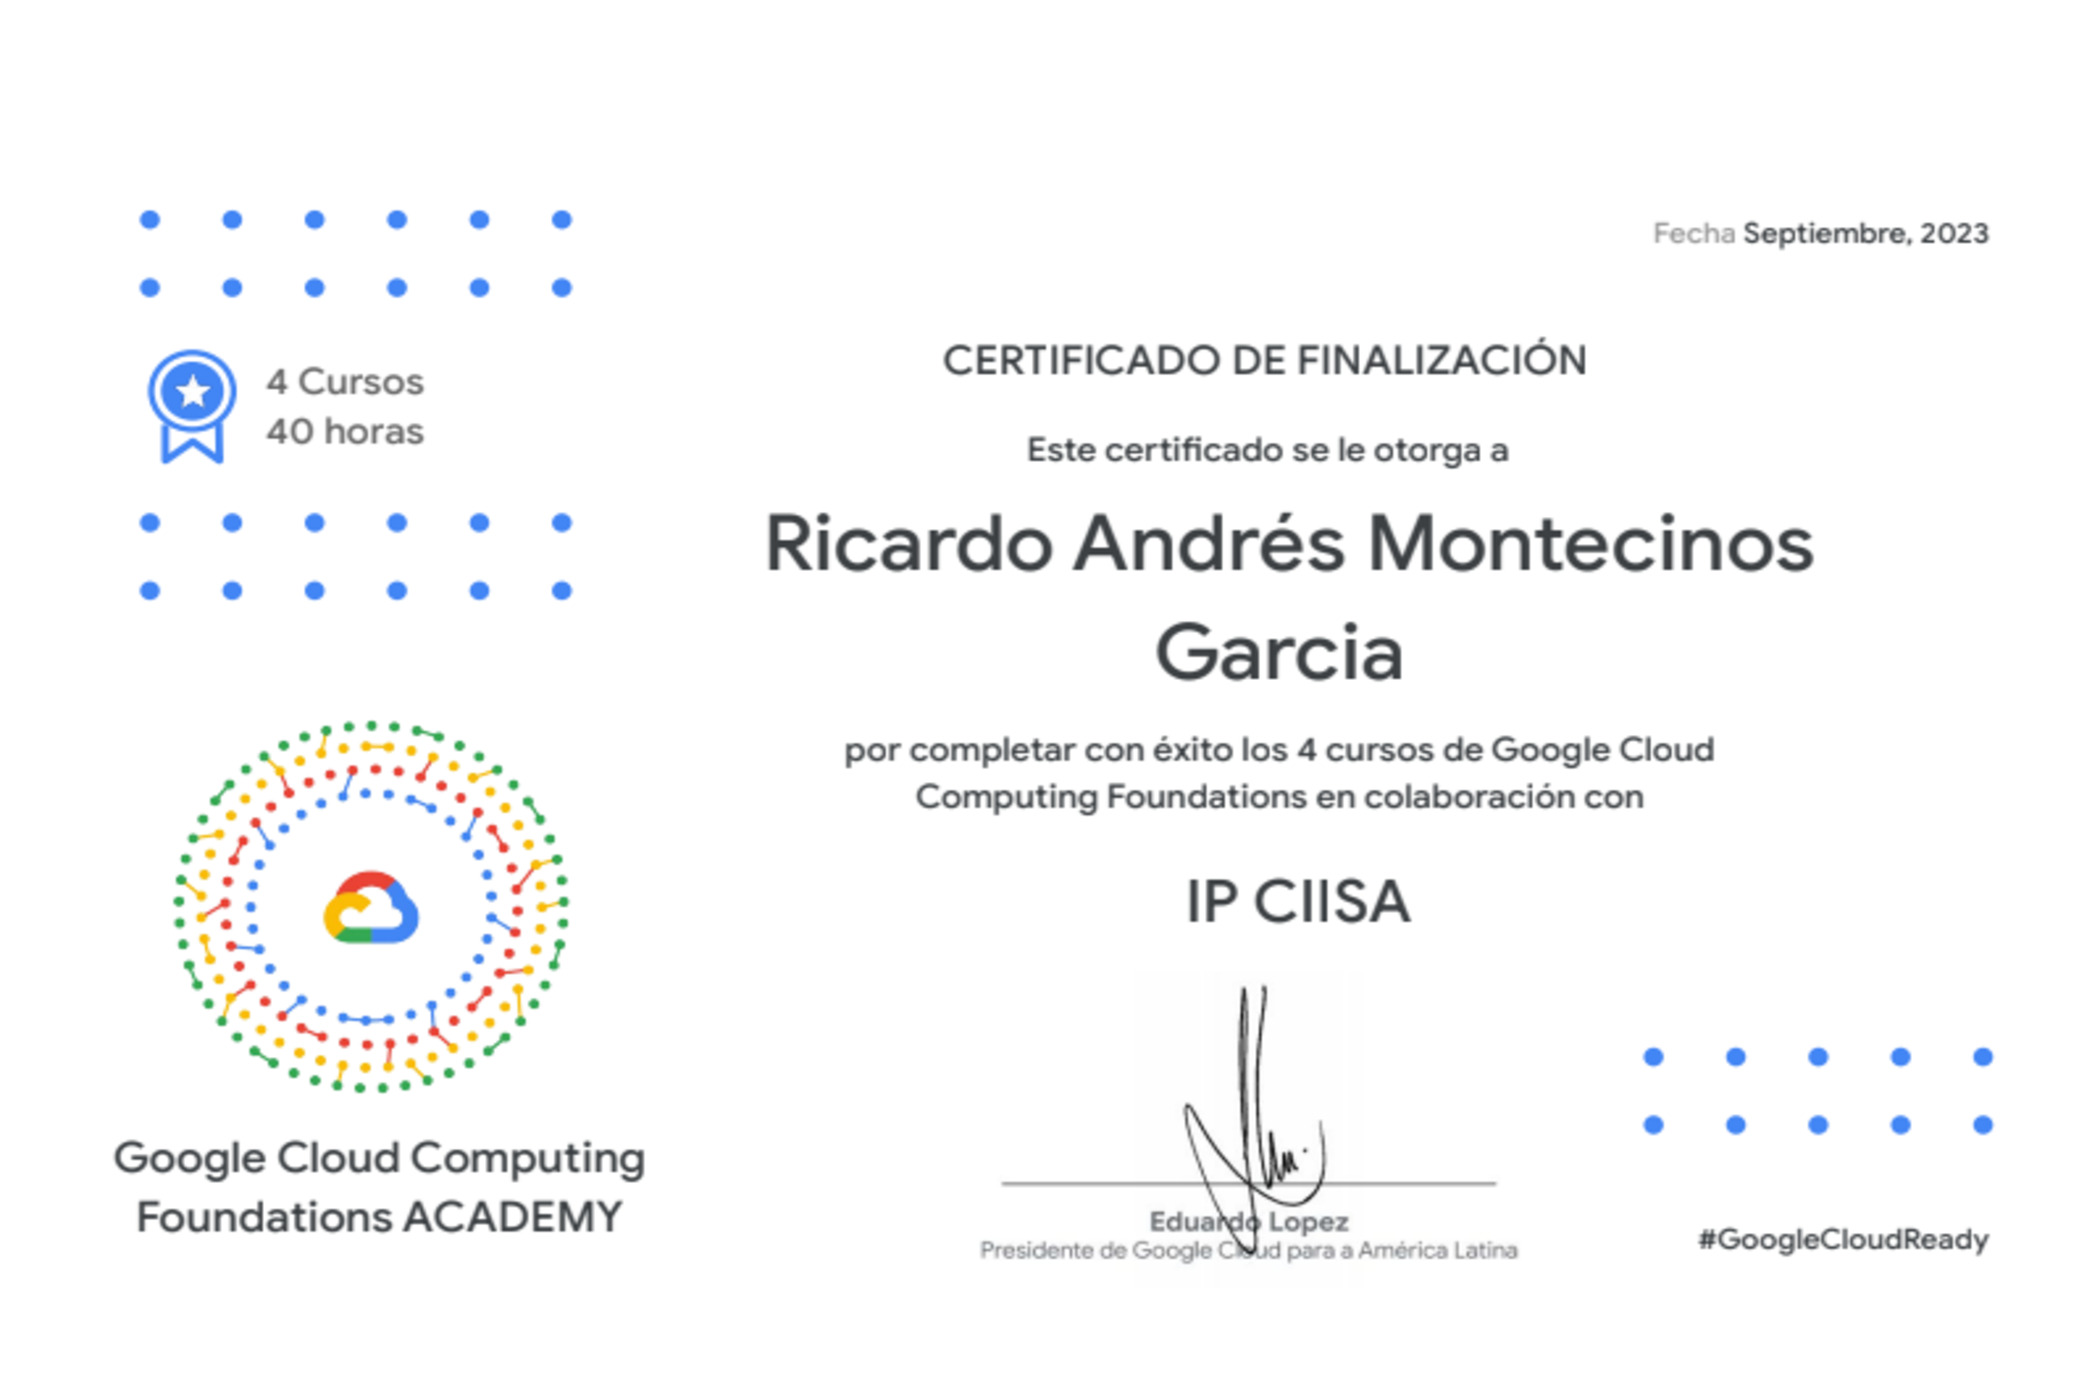 Fecha Septiembre, 2023
4 Cursos
40 horas
CERTIFICADO DE FINALIZACIÓN
Este certificado se le otorga a
Ricardo Andrés Montecinos
Garcia
por completar con éxito los 4 cursos de Google Cloud
Computing Foundations en colaboración con
IP CIISA
Google Cloud Computing
Foundations ACADEMY
Eduardo Lopez
Presidente de Google Cloud para a América Latina
#GoogleCloudReady